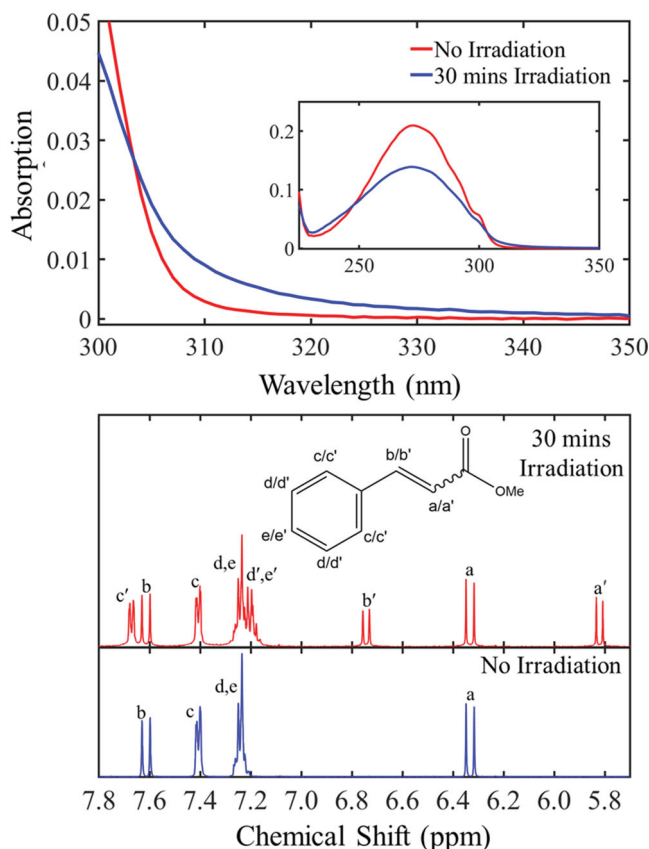 0.05
0.04
0.03
0.02
0.01
0
Absorption
No Irradiation
30 mins Irradiation
0.2
0.1
0
250
300
350
300
310
320
330
340
350
Wavelength (nm)
30 mins
Irradiation
O
OMe
c/c'
b/b'
d/d'
a/a'
e/e'
c/c'
d/d'
c'
b
c
d,e
d',e'
b'
a
a'
No Irradiation
b
c
d,e
a
7.8
7.6
7.4
7.2
7.0
6.8
6.6
6.4
6.2
6.0
5.8
Chemical Shift (ppm)